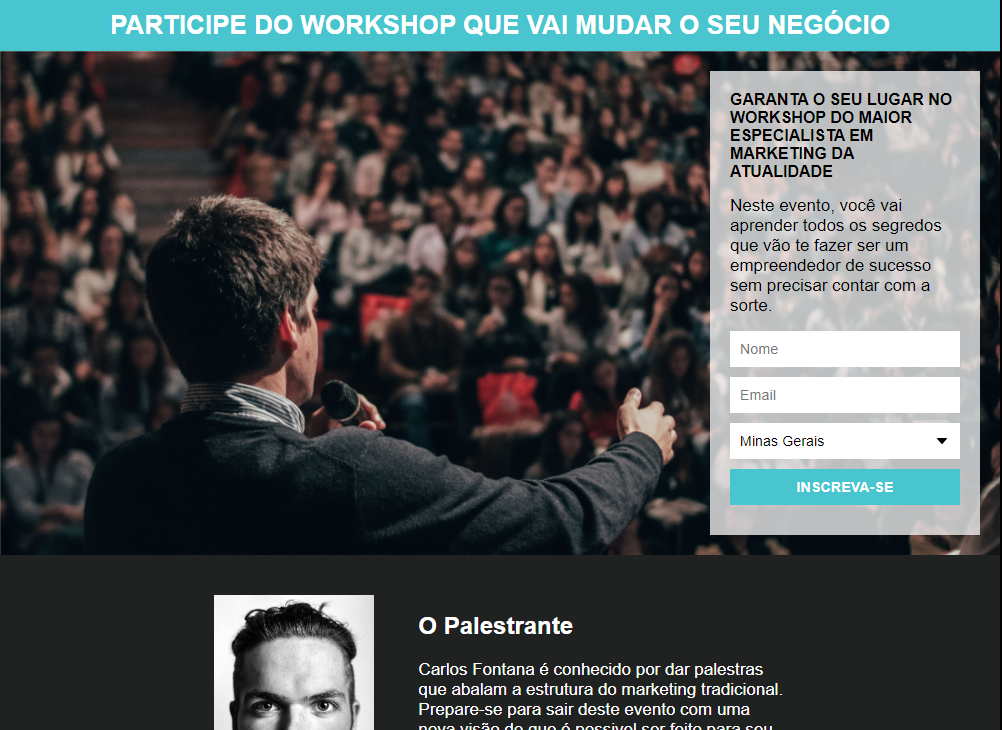 PARTICIPE DO WORKSHOP QUE VAI MUDAR O SEU NEGÓCIO
GARANTA O SEU LUGAR NO
WORKSHOP DO MAIOR
ESPECIALISTA EM
MARKETING DA
ATUALIDADE
Neste evento, você vai
aprender todos os segredos
que vão te fazer ser um
empreendedor de sucesso
sem precisar contar com a
sorte.
Nome
Email
Minas Gerais
INSCREVA-SE
O Palestrante
Carlos Fontana é conhecido por dar palestras
que abalam a estrutura do marketing tradicional.
Prepare-se para sair deste evento com uma
nova visão do que é possivel ser feito para seu